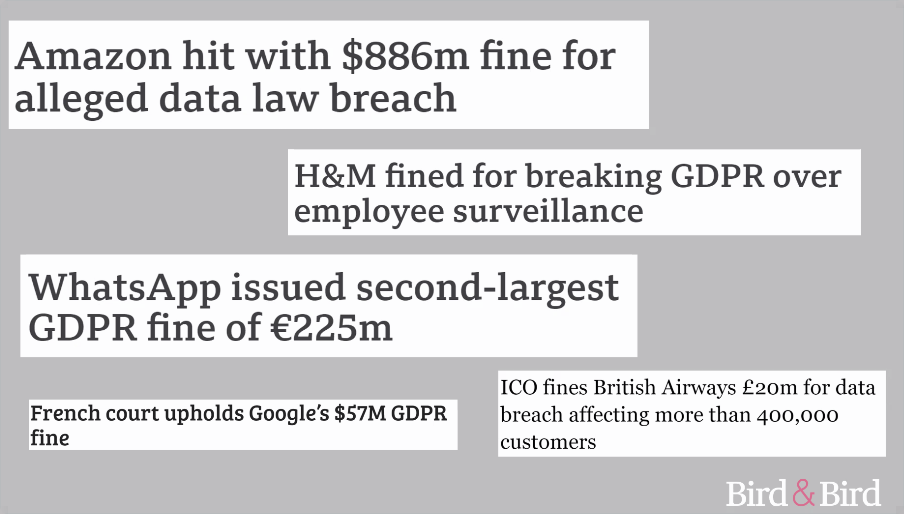 Amazon hit with $886m fine for
alleged data law breach
H&M fined for breaking GDPR over
employee surveillance
WhatsApp issued second-largest
GDPR fine of €225m
French court upholds Google's $57M GDPR
fine
ICO fines British Airways £20m for data
breach affecting more than 400,000
customers
Bird & Bird